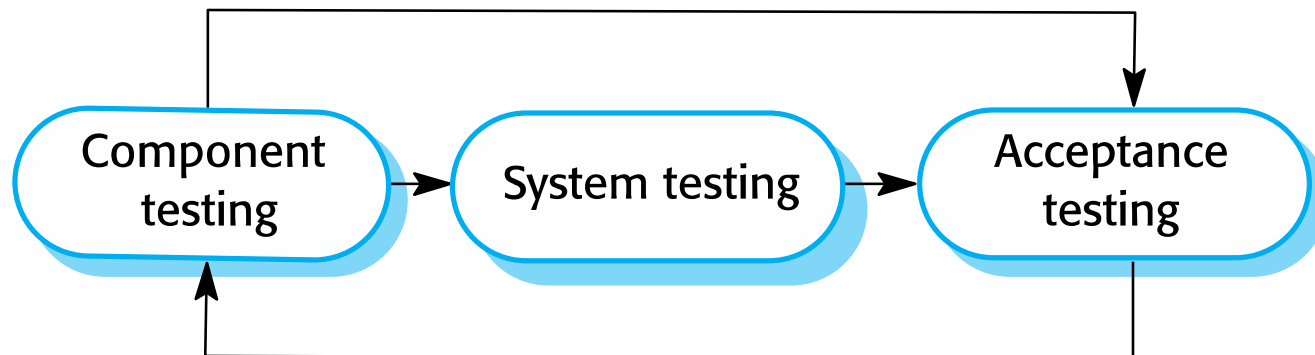 Component
testing
System testing
Acceptance
testing